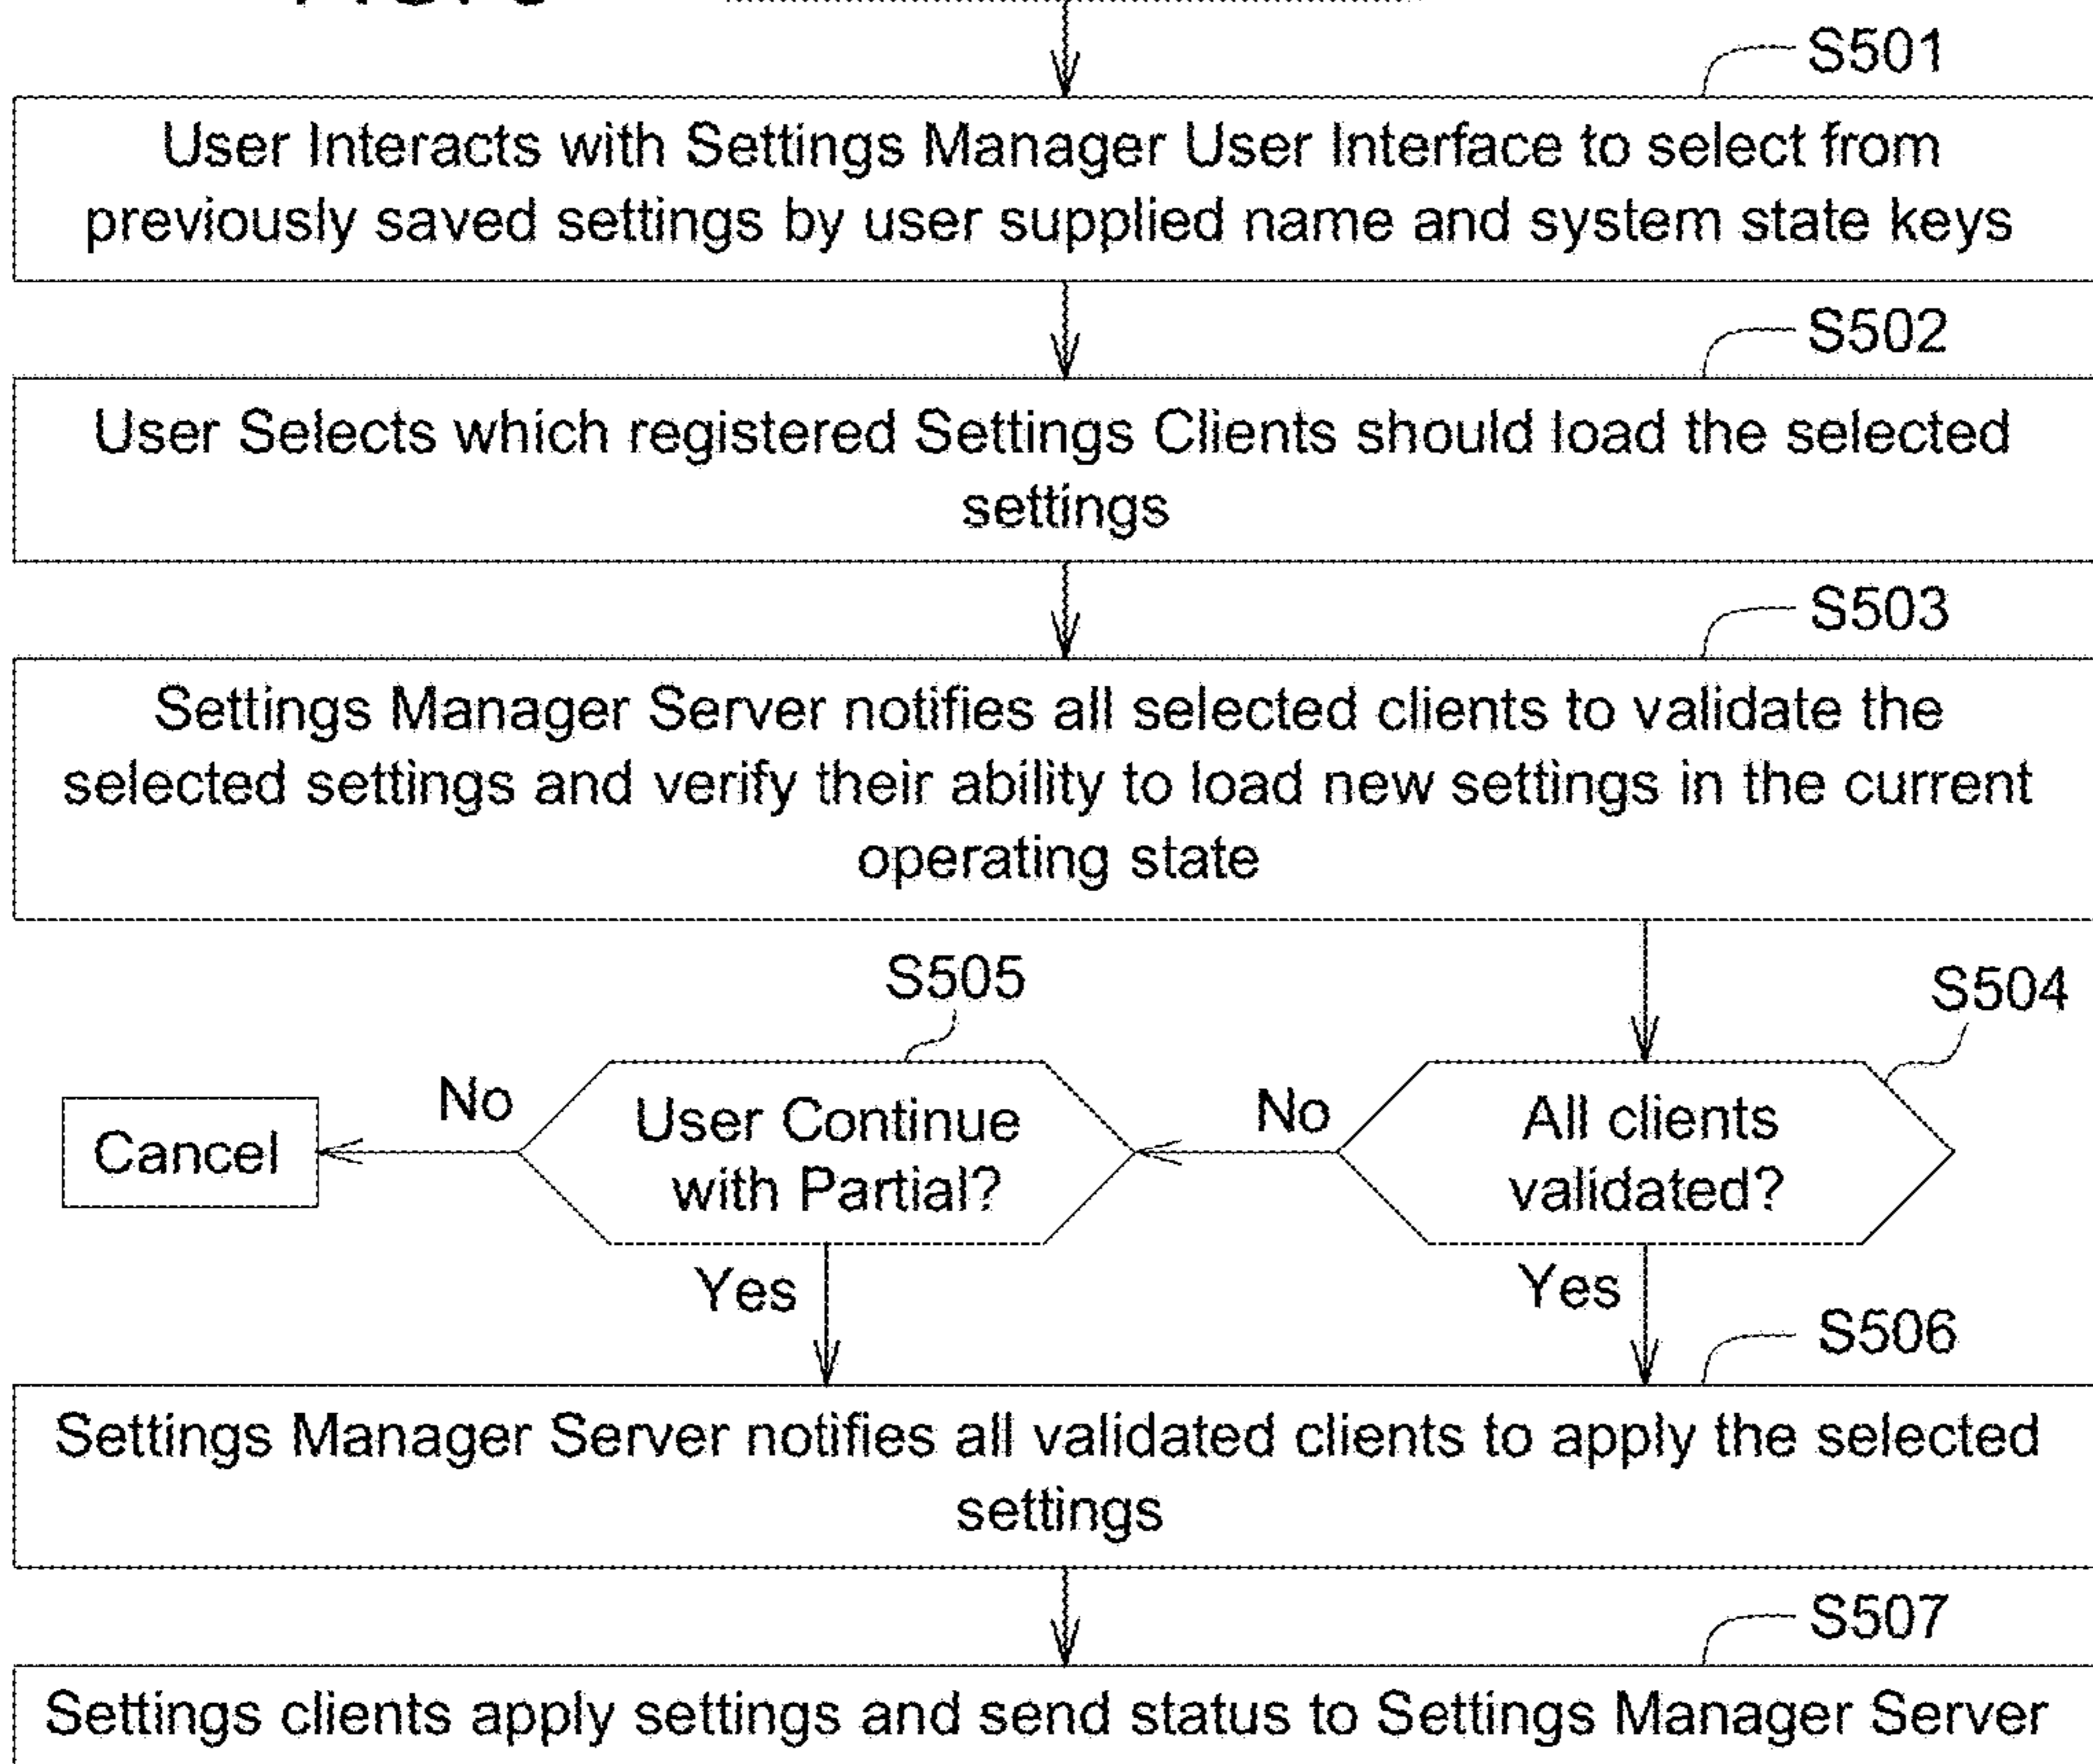 S501
User Interacts with Settings Manager User Interface to select from
previously saved settings by user supplied name and system state keys
S502
User Selects which registered Settings Clients should load the selected
settings
S503
Settings Manager Server notifies all selected clients to validate the
selected settings and verify their ability to load new settings in the current
operating state
S505
S504
Cancel
No
User Continue
with Partial?
No
All clients
validated?
Yes
Yes
S506
Settings Manager Server notifies all validated clients to apply the selected
settings
S507
Settings clients apply settings and send status to Settings Manager Server